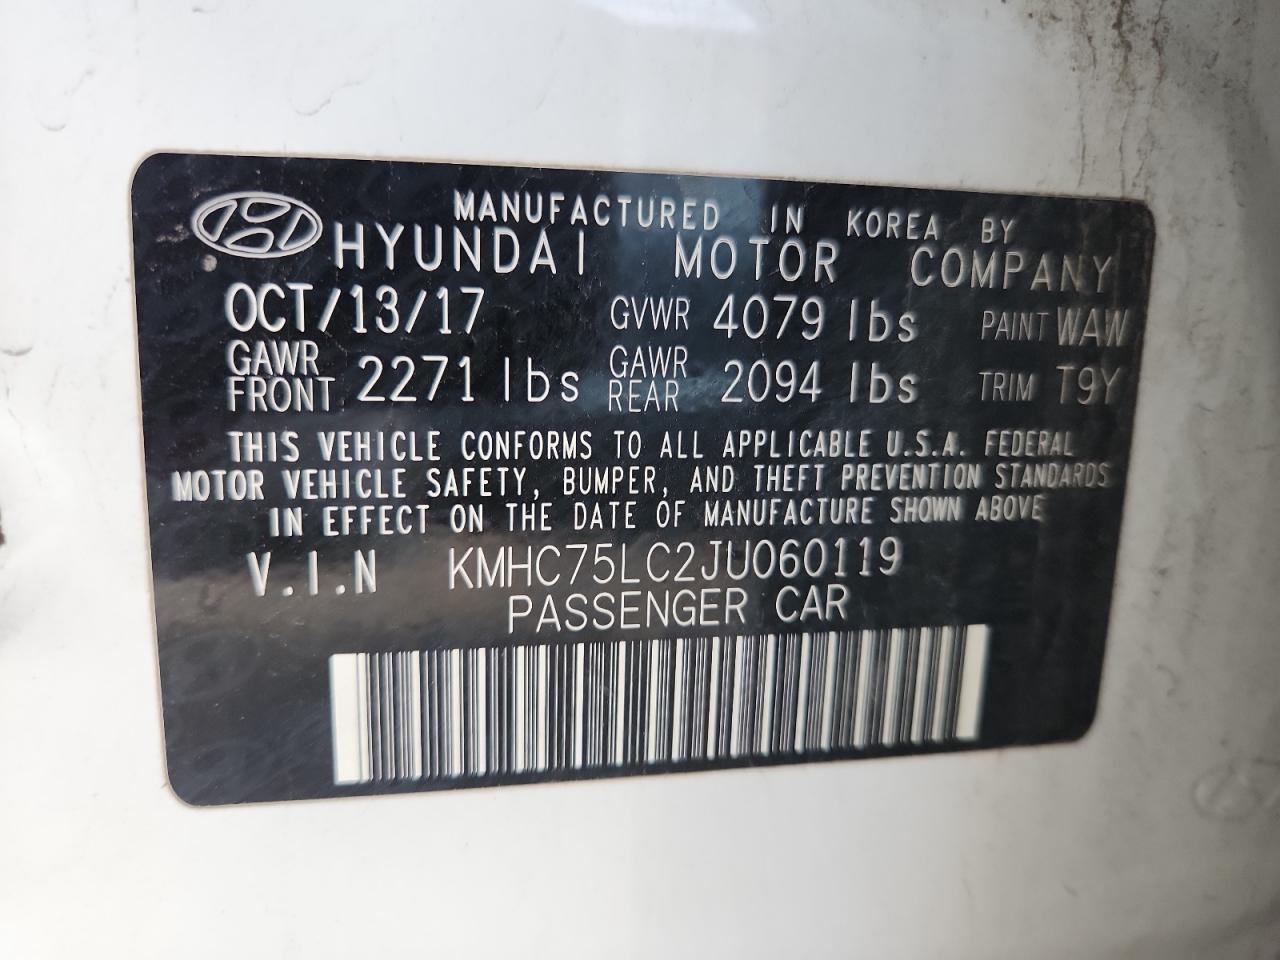 MANUFACTURED IN KOREA BY
HYUNDAI MOTOR COMPANY
OCT/13/17 GVWR 4079 lbs PAINT WAW
GAWR FRONT 2271 lbs GAWR REAR 2094 lbs TRIM T9Y
THIS VEHICLE CONFORMS TO ALL APPLICABLE U.S.A. FEDERAL
MOTOR VEHICLE SAFETY, BUMPER, AND THEFT PREVENTION STANDARDS
IN EFFECT ON THE DATE OF MANUFACTURE SHOWN ABOVE
V.I.N KMHC75LC2JU060119
PASSENGER CAR